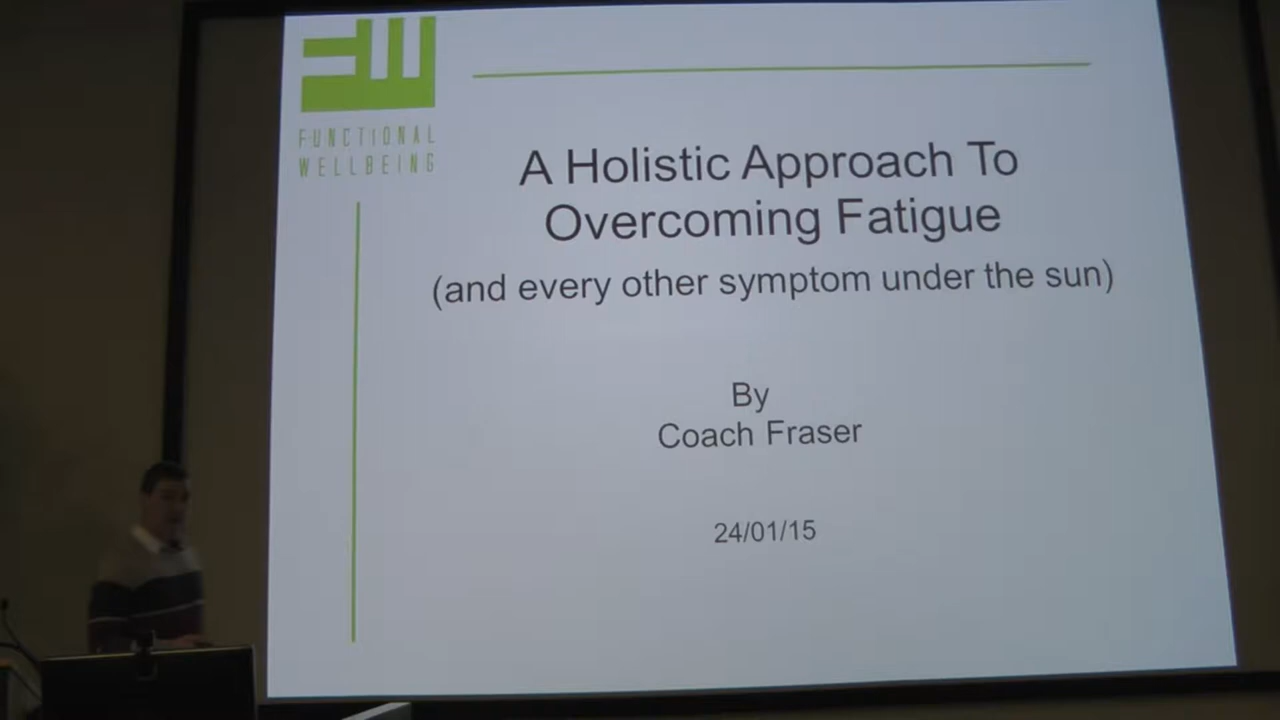 FUNCTIONAL
WELLBEING
A Holistic Approach To
Overcoming Fatigue
(and every other symptom under the sun)
By
Coach Fraser
24/01/15